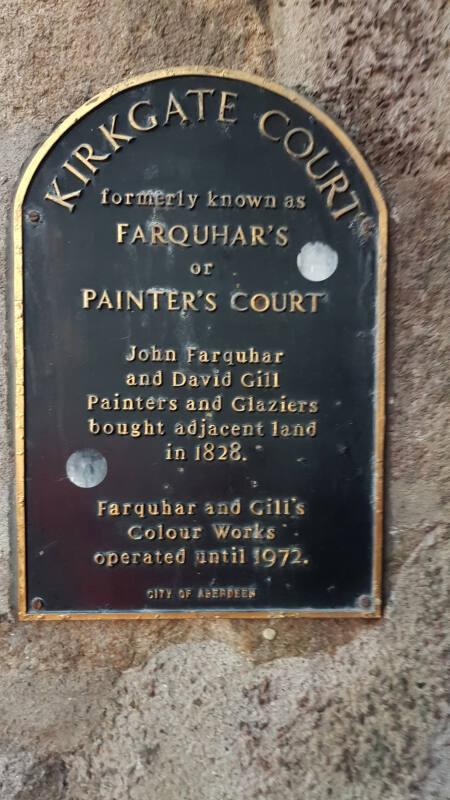 KIRKGATE COURT
formerly known as
FARQUHAR'S
or
PAINTER'S COURT
John Farquhar
and David Gill
Painters and Glaziers
bought adjacent land
in 1828.
Farquhar and Gill's
Colour Works
operated until 1972.
CITY OF ABERDEEN